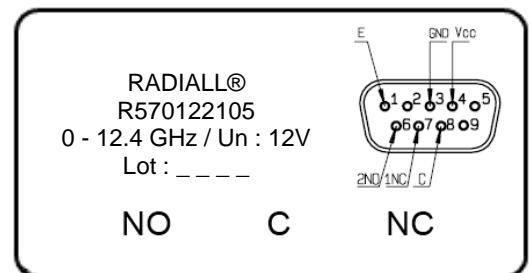 RADIALL®
R570122105
0 - 12.4 GHz / Un : 12V
Lot : _ _ _ _
E GND Vcc
1 2 3 4 5
6 7 8 9
2NO 1NC C
NO C NC